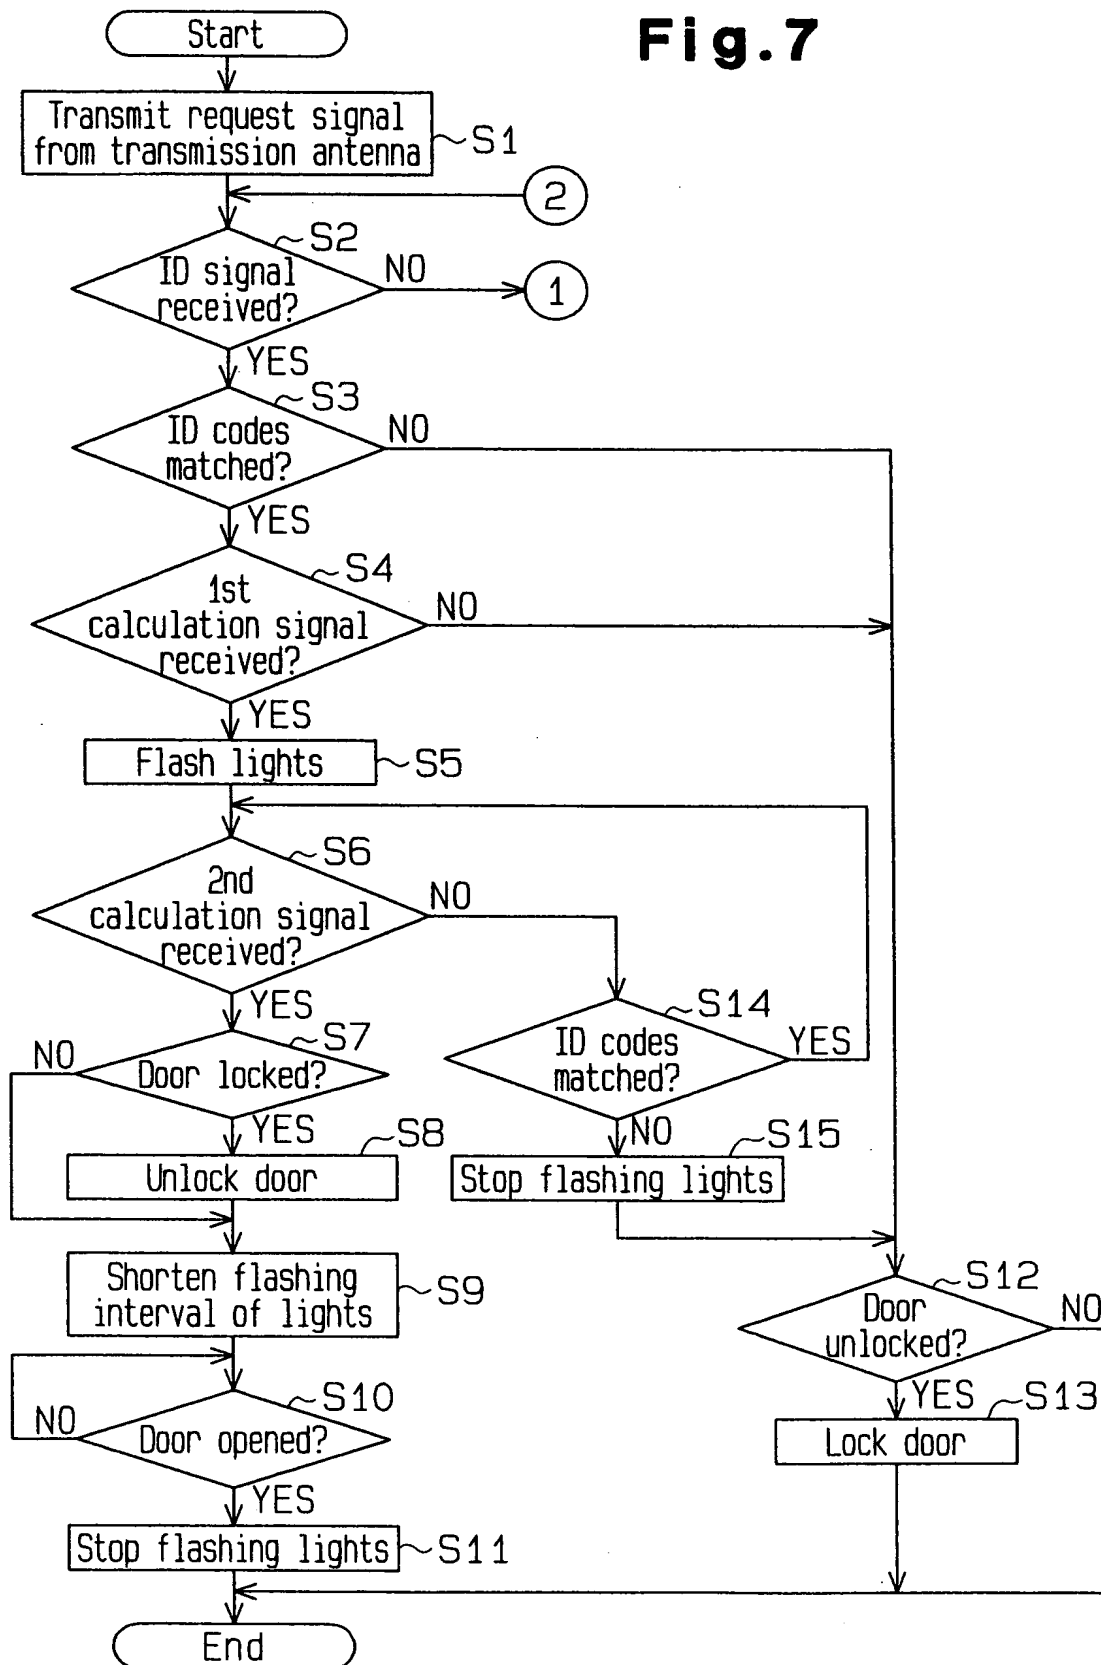 Fig.7
Start
Transmit request signal
from transmission antenna
S1
2
S2
ID signal
received?
NO
1
YES
S3
ID codes
matched?
NO
YES
S4
1st
calculation signal
received?
NO
YES
Flash lights
S5
S6
2nd
calculation signal
received?
NO
YES
S14
ID codes
matched?
YES
NO
S7
NO
Door locked?
YES
S8
Unlock door
S15
Stop flashing lights
Shorten flashing
interval of lights
S9
S12
Door
unlocked?
NO
YES
S13
Lock door
S10
NO
Door opened?
YES
Stop flashing lights
S11
End